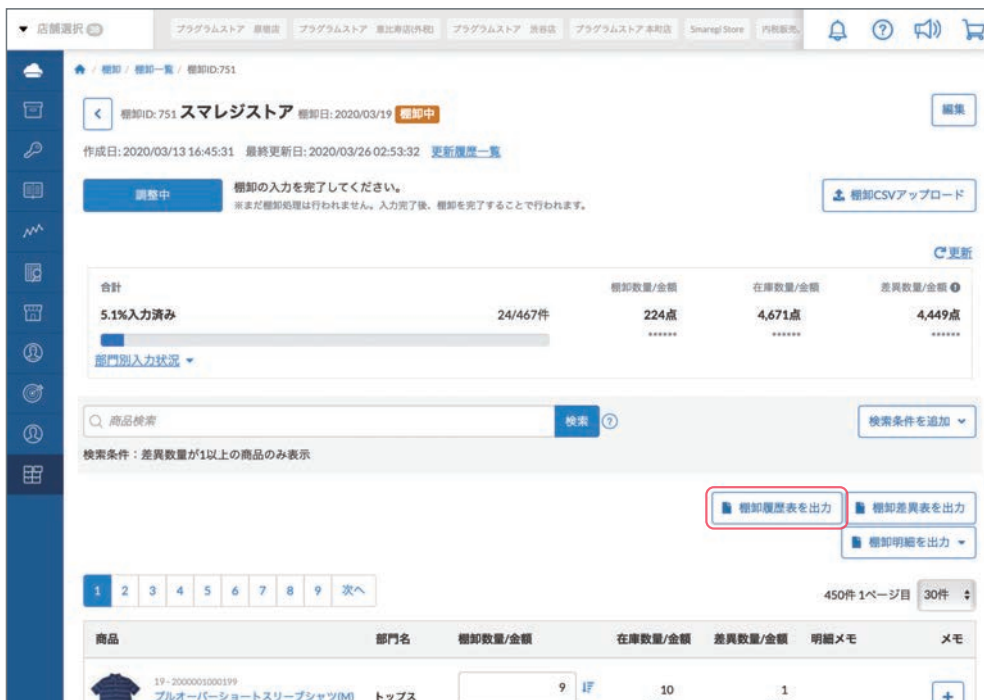 ▼ 店舗選択
プラグラムストア 原宿店 プラグラムストア 恵比寿店(外税) プラグラムストア 渋谷店 プラグラムストア本町店 Smaregi Store 内税販売
/ 棚卸 / 棚卸一覧 / 棚卸ID:751
棚卸ID: 751 スマレジストア 棚卸日: 2020/03/19 棚卸中
編集
作成日: 2020/03/13 16:45:31 最終更新日: 2020/03/26 02:53:32 更新履歴一覧
調整中
棚卸の入力を完了してください。
※まだ棚卸処理は行われません。入力完了後、棚卸を完了することで行われます。
棚卸CSVアップロード
更新
合計 棚卸数量/金額 在庫数量/金額 差異数量/金額
5.1%入力済み 24/467件 224点 4,671点 4,449点
****** ****** ******
部門別入力状況 ▼
商品検索 検索 ? 検索条件を追加
検索条件：差異数量が1以上の商品のみ表示
棚卸履歴表を出力 棚卸差異表を出力
棚卸明細を出力 ▼
1 2 3 4 5 6 7 8 9 次へ
450件 1ページ目 30件
商品 部門名 棚卸数量/金額 在庫数量/金額 差異数量/金額 明細メモ メモ
19 - 2000001000199
プルオーバーショートスリーブシャツ(M) トップス 9 10 1 +